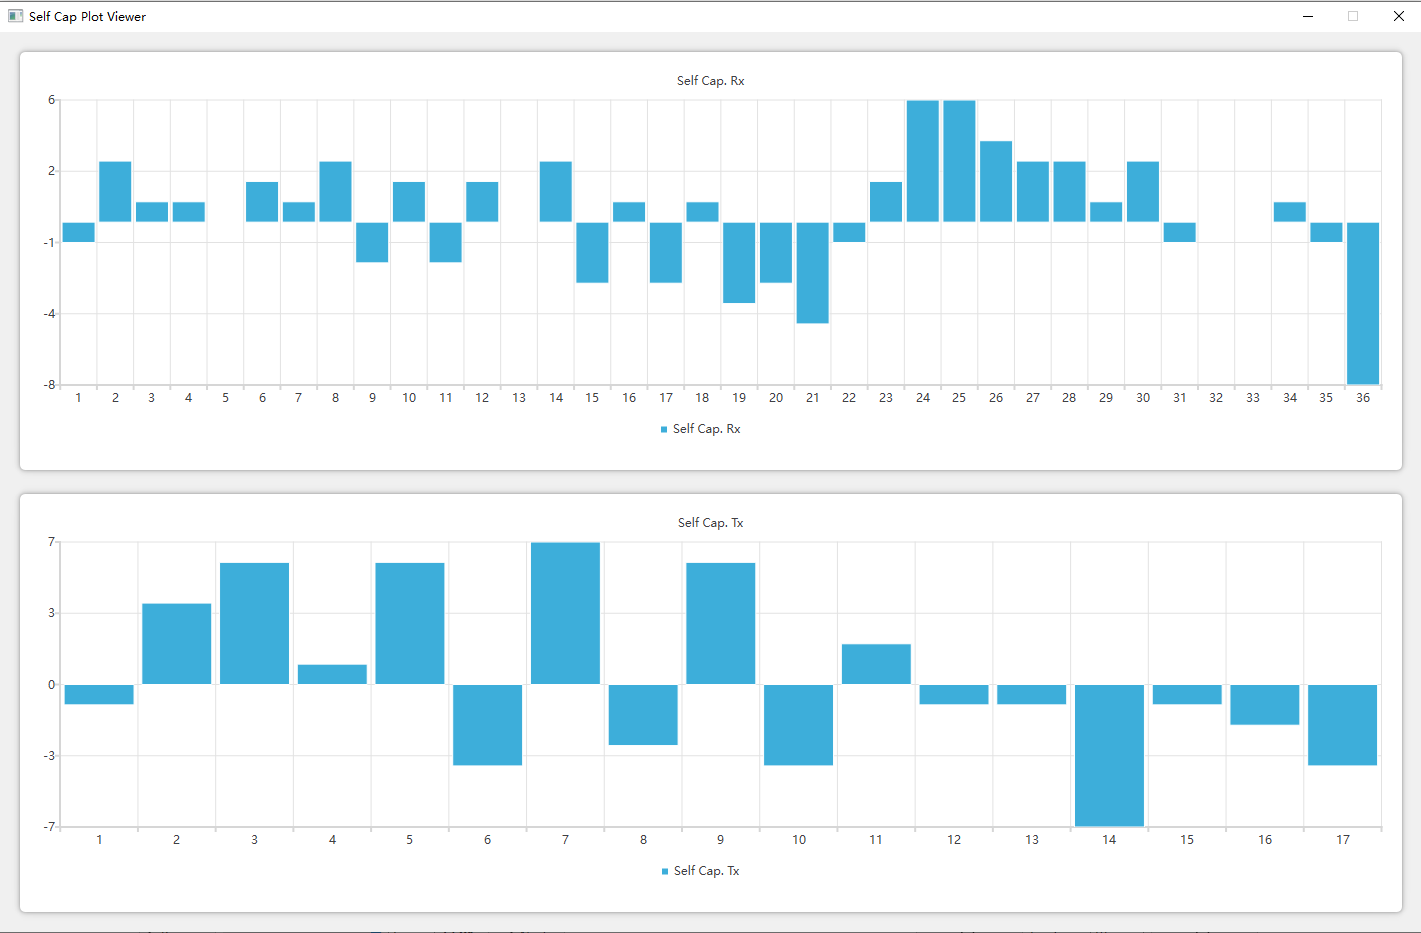 Self Cap Plot Viewer
Self Cap. Rx
6
2
-1
-4
-8
1 2 3 4 5 6 7 8 9 10 11 12 13 14 15 16 17 18 19 20 21 22 23 24 25 26 27 28 29 30 31 32 33 34 35 36
Self Cap. Rx
Self Cap. Tx
7
3
0
-3
-7
1 2 3 4 5 6 7 8 9 10 11 12 13 14 15 16 17
Self Cap. Tx